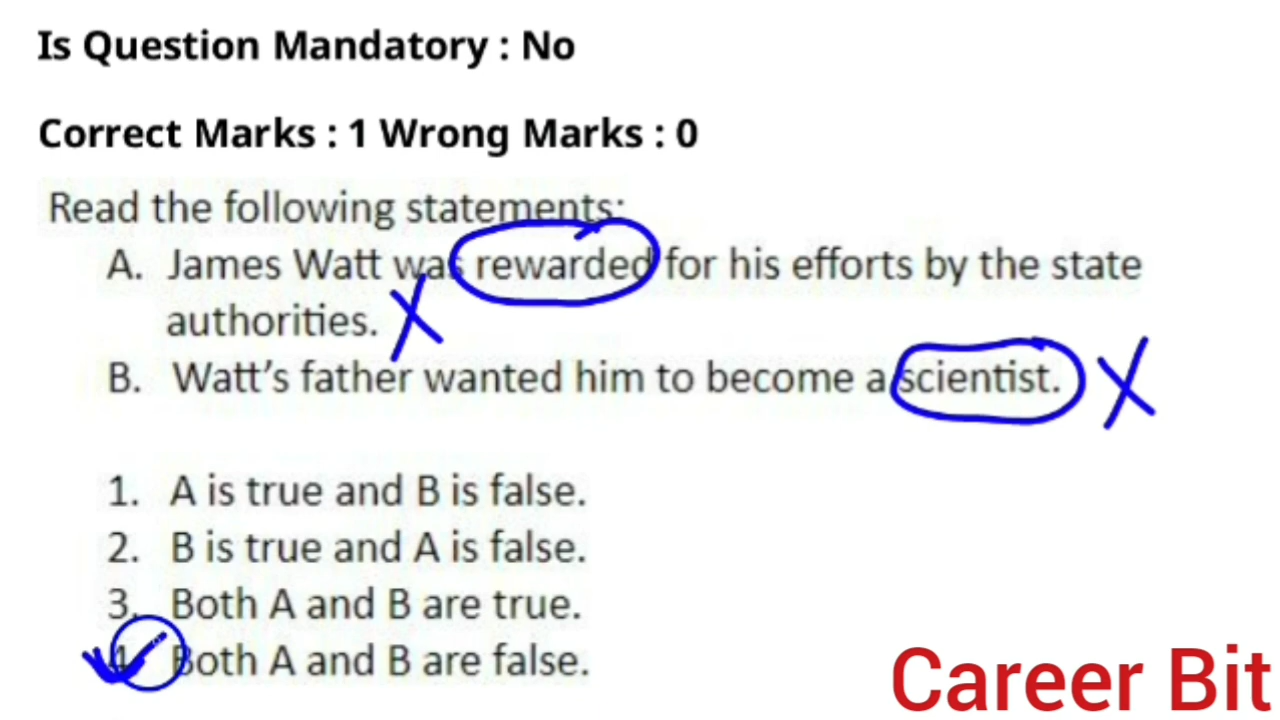 Is Question Mandatory : No
Correct Marks : 1 Wrong Marks : 0
Read the following statements:
A. James Watt was rewarded for his efforts by the state
authorities.
B. Watt's father wanted him to become a scientist.
1. A is true and B is false.
2. B is true and A is false.
3. Both A and B are true.
4. Both A and B are false.
Career Bit